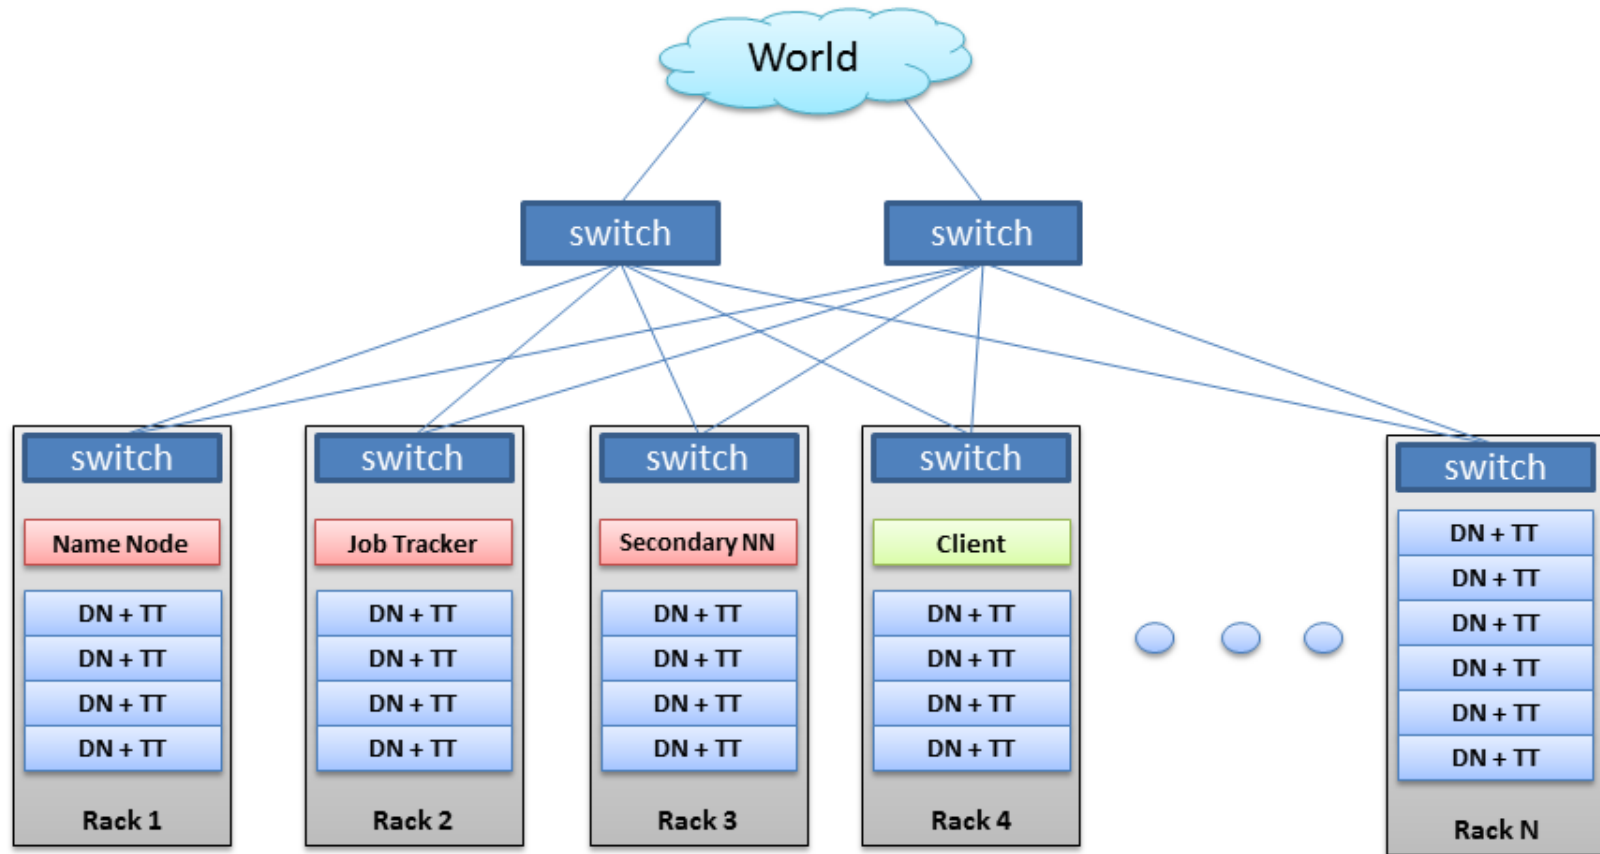 World
switch
switch
switch
Name Node
DN + TT
DN + TT
DN + TT
DN + TT
Rack 1
switch
Job Tracker
DN + TT
DN + TT
DN + TT
DN + TT
Rack 2
switch
Secondary NN
DN + TT
DN + TT
DN + TT
DN + TT
Rack 3
switch
Client
DN + TT
DN + TT
DN + TT
DN + TT
Rack 4
switch
DN + TT
DN + TT
DN + TT
DN + TT
DN + TT
DN + TT
Rack N